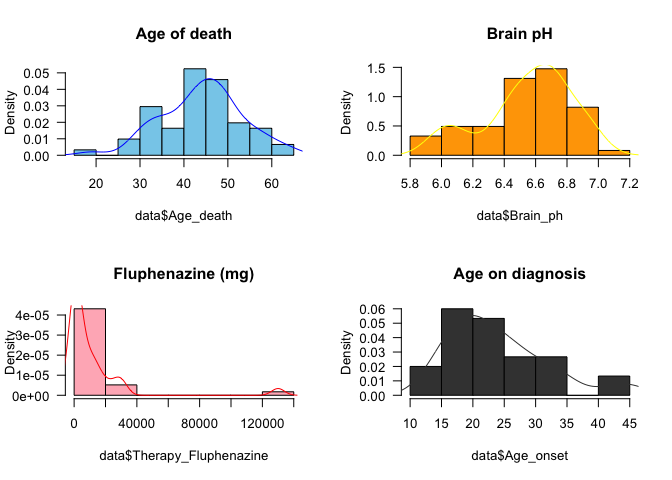 Age of death
Density
0.00 0.01 0.02 0.03 0.04 0.05
20 30 40 50 60
data$Age_death
Brain pH
Density
0.0 0.5 1.0 1.5
5.8 6.0 6.2 6.4 6.6 6.8 7.0 7.2
data$Brain_ph
Fluphenazine (mg)
Density
0e+00 1e-05 2e-05 3e-05 4e-05
0 40000 80000 120000
data$Therapy_Fluphenazine
Age on diagnosis
Density
0.00 0.01 0.02 0.03 0.04 0.05 0.06
10 15 20 25 30 35 40 45
data$Age_onset